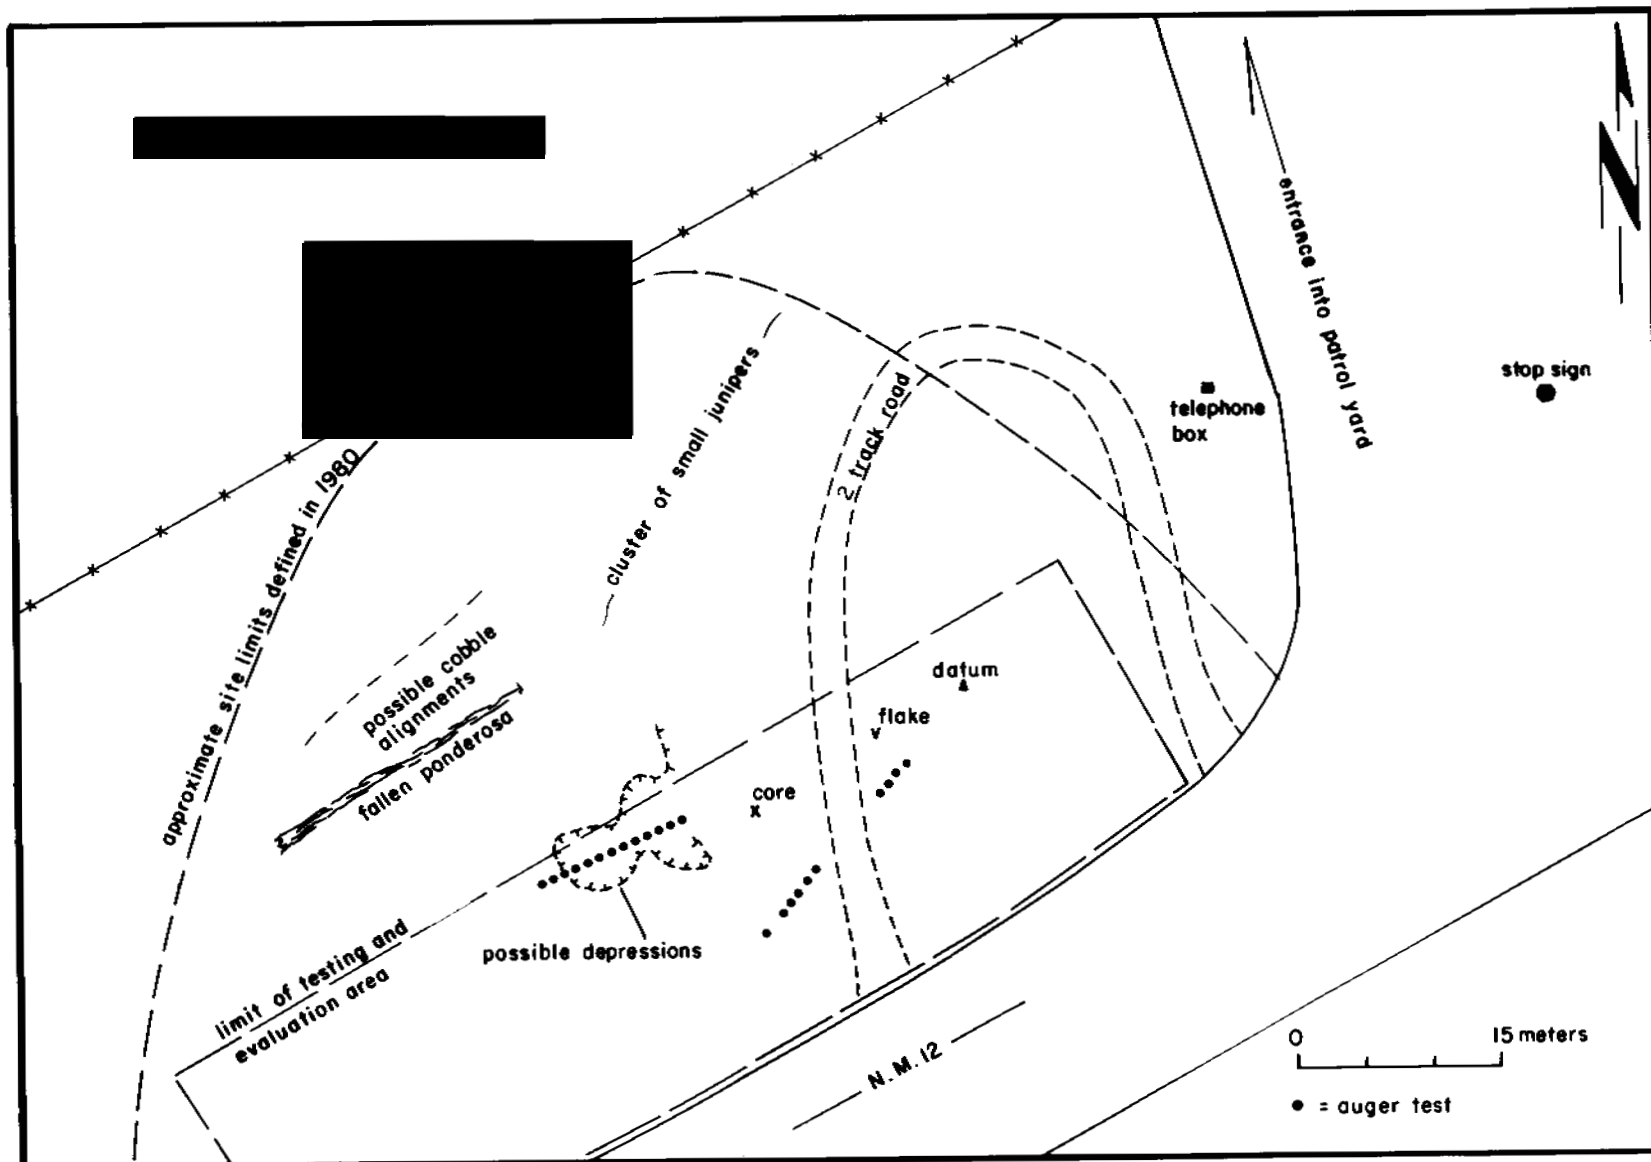 entrance into patrol yard
stop sign
telephone
box
2 track road
cluster of small junipers
approximate site limits defined in 1980
possible cobble
alignments
fallen ponderosa
datum
flake
core
possible depressions
limit of testing and
evaluation area
N.M. 12
0 15 meters
• = auger test
N